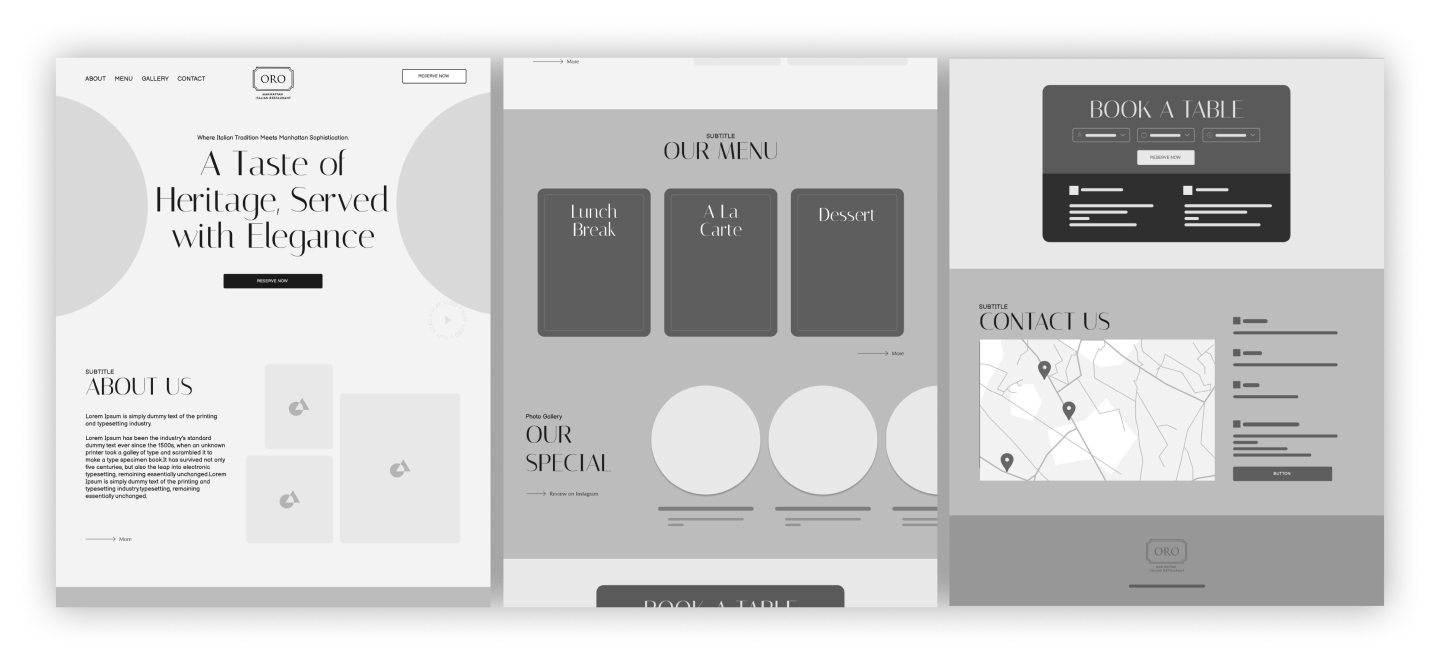 ABOUT MENU GALLERY CONTACT
ORO
MANHATTAN
ITALIAN RESTAURANT
RESERVE NOW
Where Italian Tradition Meets Manhattan Sophistication.
A Taste of
Heritage, Served
with Elegance
RESERVE NOW
SUBTITLE
ABOUT US
Lorem Ipsum is simply dummy text of the printing
and typesetting industry.
Lorem Ipsum has been the industry's standard
dummy text ever since the 1500s, when an unknown
printer took a galley of type and scrambled it to
make a type specimen book.It has survived not only
five centuries, but also the leap into electronic
typesetting, remaining essentially unchanged.Lorem
Ipsum is simply dummy text of the printing and
typesetting industry.typesetting, remaining
essentially unchanged.
More
More
SUBTITLE
OUR MENU
Lunch
Break
A La
Carte
Dessert
More
Photo Gallery
OUR
SPECIAL
Review on Instagram
BOOK A TABLE
BOOK A TABLE
RESERVE NOW
SUBTITLE
CONTACT US
BUTTON
ORO
MANHATTAN
ITALIAN RESTAURANT